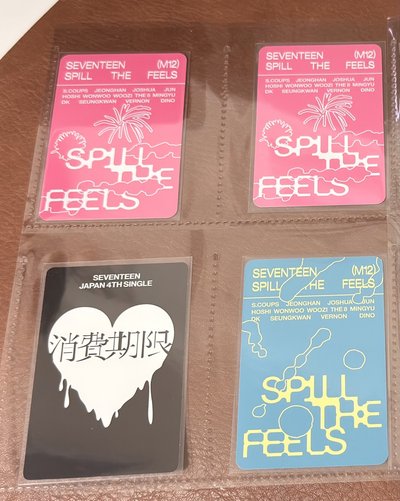 SEVENTEEN (M12)
SPILL THE FEELS
S.COUPS JEONGHAN JOSHUA JUN
HOSHI WONWOO WOOZI THE 8 MINGYU
DK SEUNGKWAN VERNON DINO
SPILL
THE
FEELS
SEVENTEEN (M12)
SPILL THE FEELS
S.COUPS JEONGHAN JOSHUA JUN
HOSHI WONWOO WOOZI THE 8 MINGYU
DK SEUNGKWAN VERNON DINO
SPILL
THE
FEELS
SEVENTEEN
JAPAN 4TH SINGLE
消費期限
SEVENTEEN (M12)
SPILL THE FEELS
S.COUPS JEONGHAN JOSHUA JUN
HOSHI WONWOO WOOZI THE 8 MINGYU
DK SEUNGKWAN VERNON DINO
SPILL
THE
FEELS